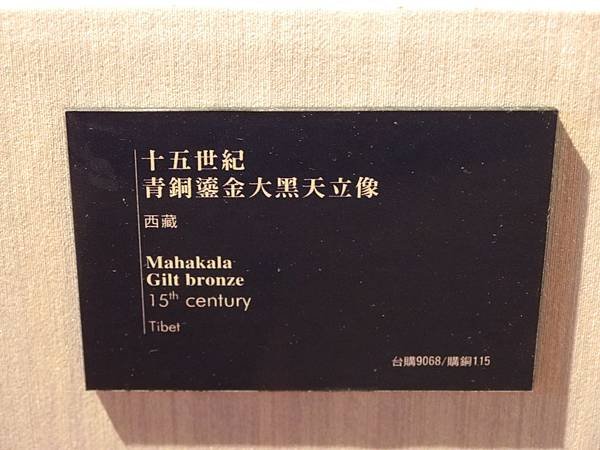 十五世紀
青銅鎏金大黑天立像
西藏
Mahakala
Gilt bronze
15th century
Tibet
台購9068/購銅115